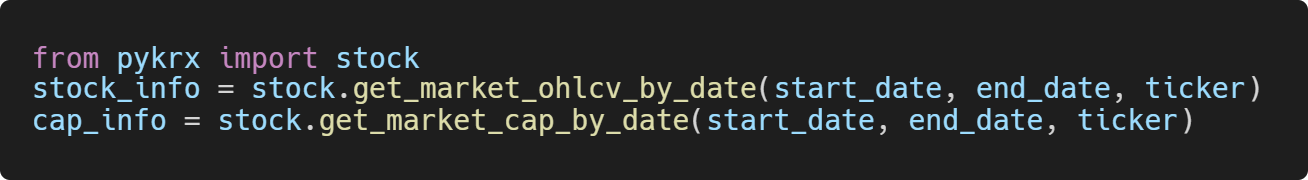 from pykrx import stock
stock_info = stock.get_market_ohlcv_by_date(start_date, end_date, ticker)
cap_info = stock.get_market_cap_by_date(start_date, end_date, ticker)